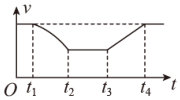 v
O t₁ t₂ t₃ t₄ t